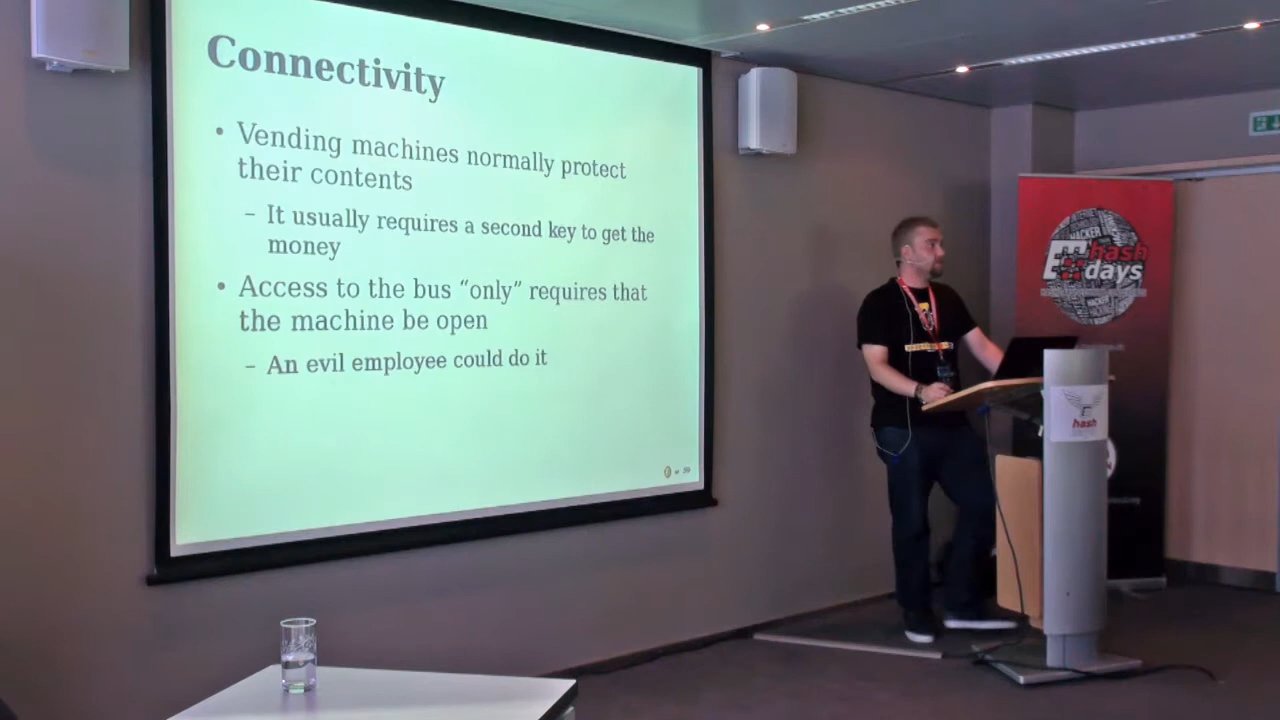 Connectivity
• Vending machines normally protect
their contents
– It usually requires a second key to get the
money
• Access to the bus “only” requires that
the machine be open
– An evil employee could do it
HACKER
hash
days
hash